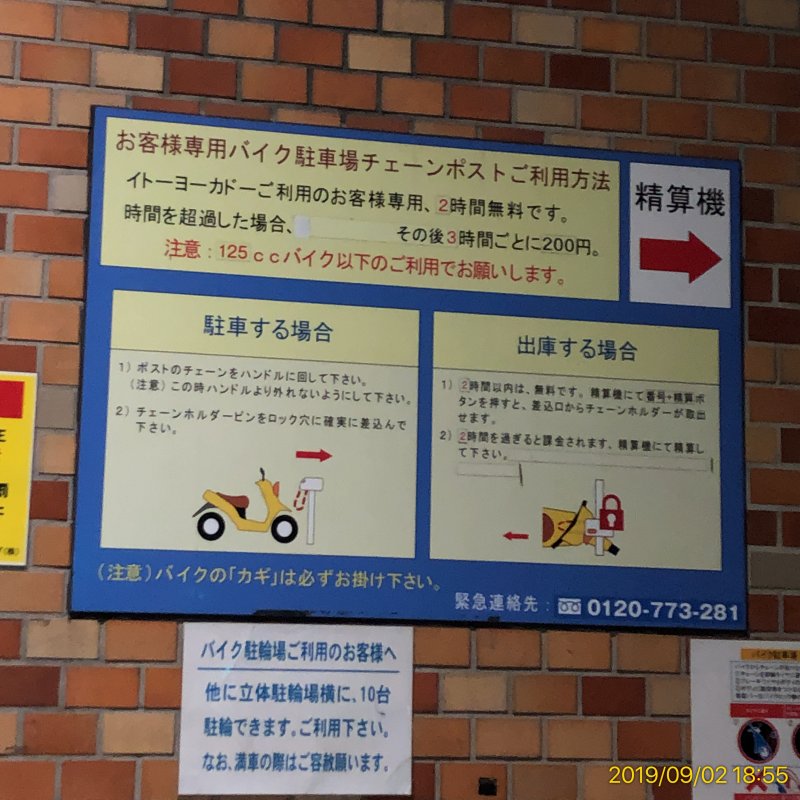 お客様専用バイク駐車場チェーンポストご利用方法
イトーヨーカドーご利用のお客様専用、2時間無料です。
時間を超過した場合、 その後3時間ごとに200円。
注意：125ccバイク以下のご利用でお願いします。
精算機
駐車する場合
1）ポストのチェーンをハンドルに回して下さい。
（注意）この時ハンドルより外れないようにして下さい。
2）チェーンホルダーピンをロック穴に確実に差込んで
下さい。
出庫する場合
1）2時間以内は、無料です。精算機にて番号+精算ボ
タンを押すと、差込口からチェーンホルダーが取出
せます。
2）2時間を過ぎると課金されます、精算機にて精算し
て下さい。
（注意）バイクの「カギ」は必ずお掛け下さい。
緊急連絡先： 0120-773-281
バイク駐輪場ご利用のお客様へ
他に立体駐輪場横に、10台
駐輪できます。ご利用下さい。
なお、満車の際はご容赦願います。
2019/09/02 18:55